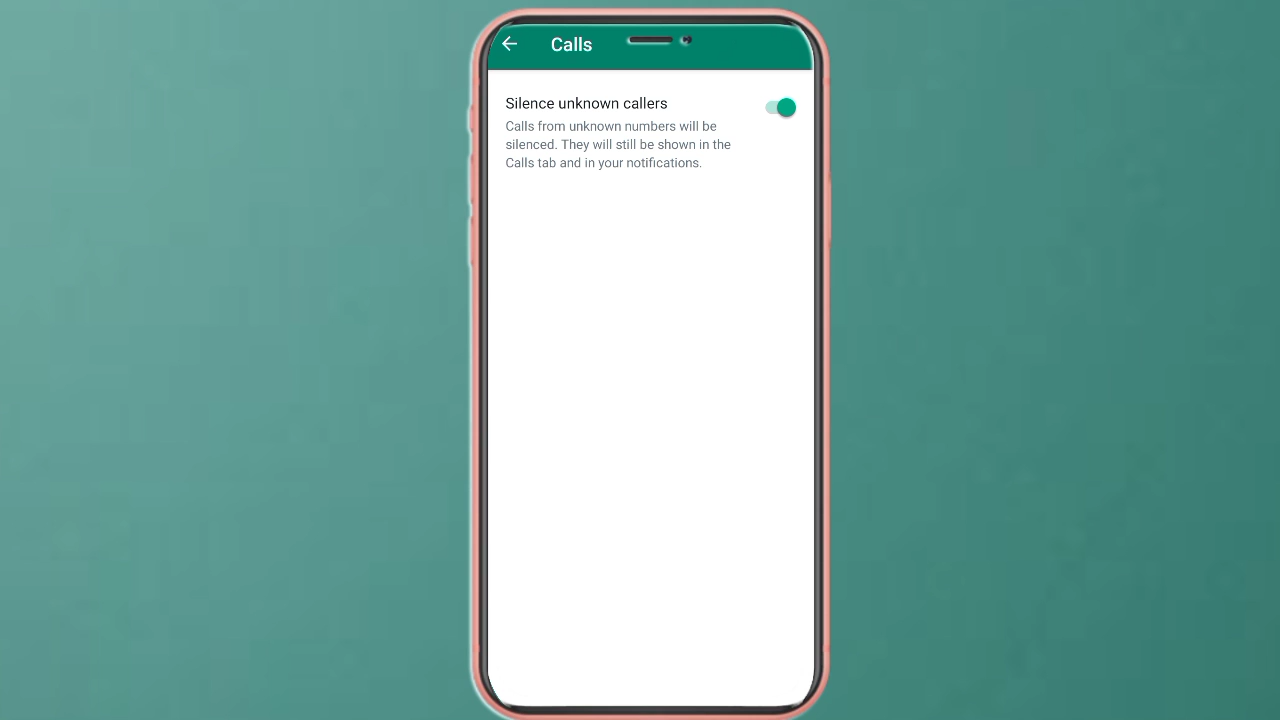 Calls
Silence unknown callers
Calls from unknown numbers will be
silenced. They will still be shown in the
Calls tab and in your notifications.